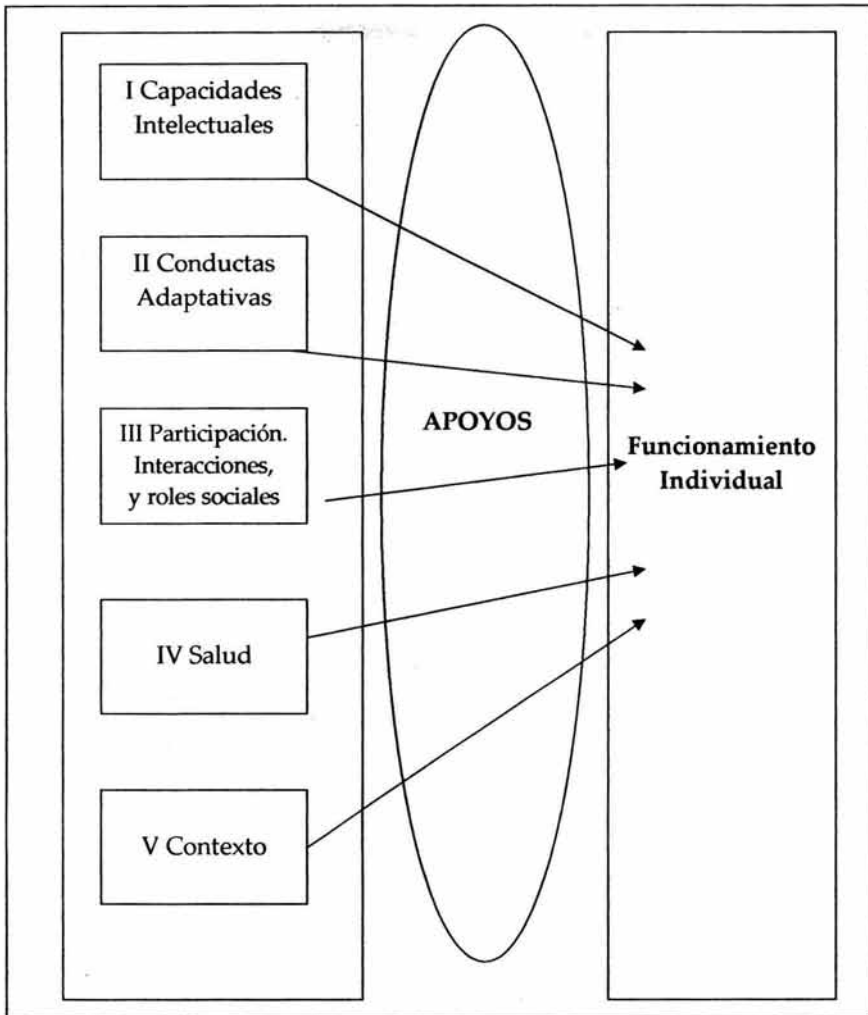 I Capacidades
Intelectuales
II Conductas
Adaptativas
III Participación.
Interacciones,
y roles sociales
IV Salud
V Contexto
APOYOS
Funcionamiento
Individual